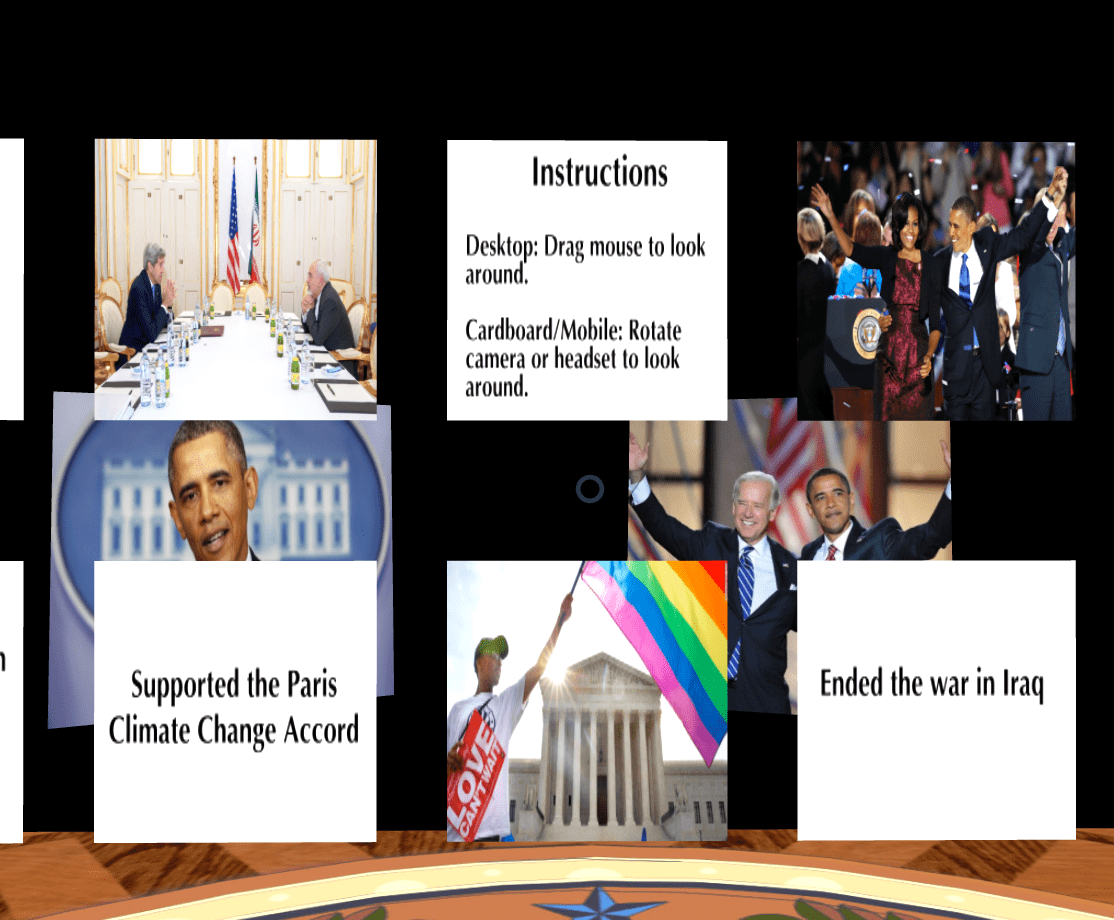 Instructions
Desktop: Drag mouse to look
around.
Cardboard/Mobile: Rotate
camera or headset to look
around.
Supported the Paris
Climate Change Accord
LOVE
CAN'T WAIT
Ended the war in Iraq